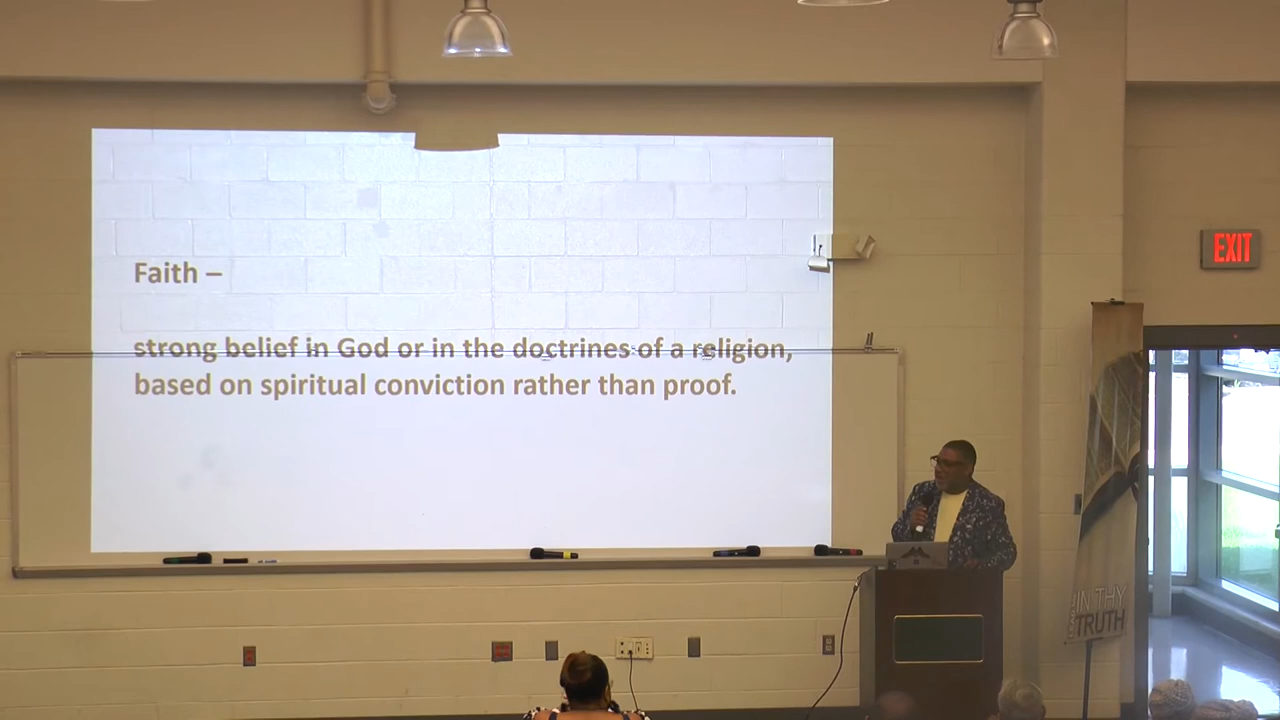 Faith –
strong belief in God or in the doctrines of a religion,
based on spiritual conviction rather than proof.
EXIT
IN THY
TRUTH